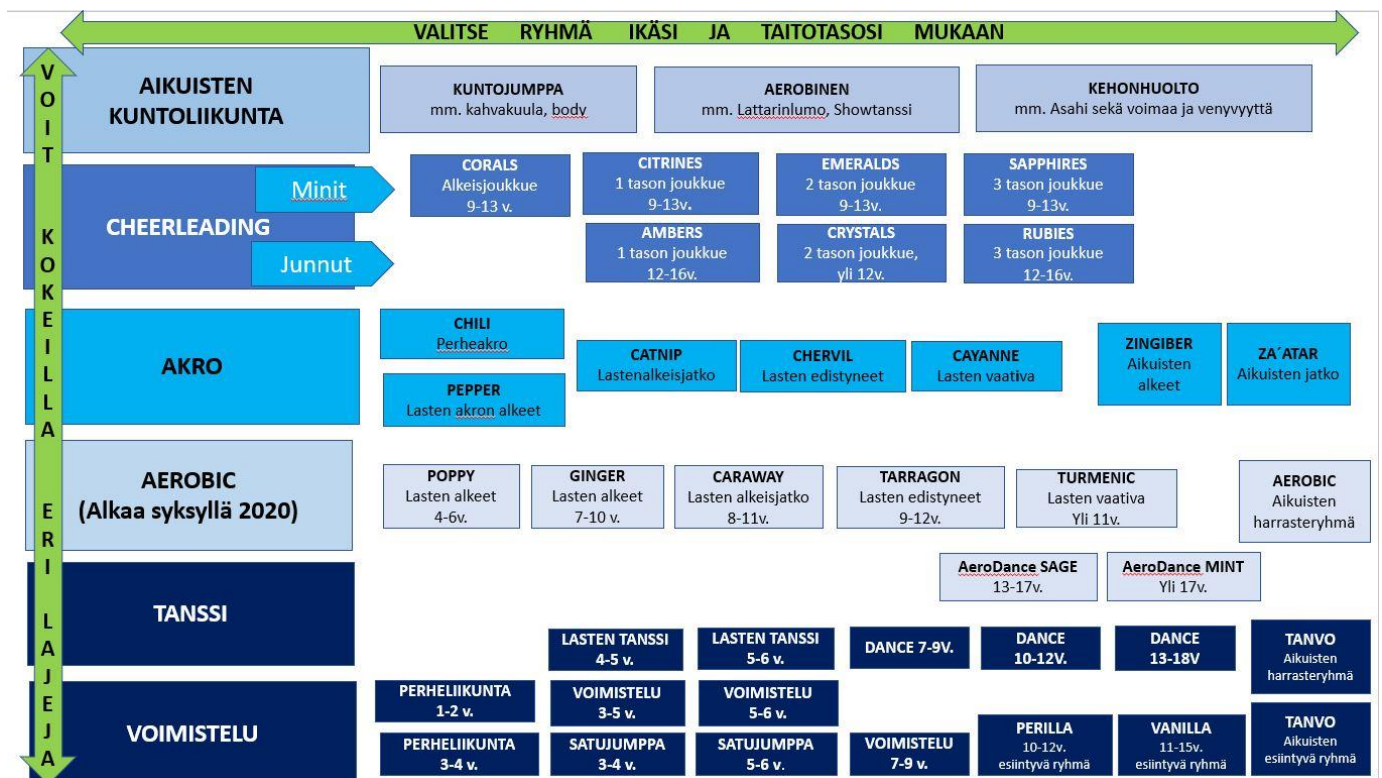 VALITSE RYHMÄ IKÄSI JA TAITOTASOSI MUKAAN
VOIT KOKEILLA ERI LAJEJA
AIKUISTEN
KUNTOLIIKUNTA
KUNTOJUMPPA
mm. kahvakuula, body
AEROBINEN
mm. Lattarinlumo, Showtanssi
KEHONHUOLTO
mm. Asahi sekä voimaa ja venyvyyttä
CHEERLEADING
Minit
CORALS
Alkeisjoukkue
9-13 v.
CITRINES
1 tason joukkue
9-13v.
EMERALDS
2 tason joukkue
9-13v.
SAPPHIRES
3 tason joukkue
9-13v.
Junnut
AMBERS
1 tason joukkue
12-16v.
CRYSTALS
2 tason joukkue,
yli 12v.
RUBIES
3 tason joukkue
12-16v.
AKRO
CHILI
Perheakro
PEPPER
Lasten akron alkeet
CATNIP
Lastenalkeisjatko
CHERVIL
Lasten edistyneet
CAYANNE
Lasten vaativa
ZINGIBER
Aikuisten
alkeet
ZA´ATAR
Aikuisten jatko
AEROBIC
(Alkaa syksyllä 2020)
POPPY
Lasten alkeet
4-6v.
GINGER
Lasten alkeet
7-10 v.
CARAWAY
Lasten alkeisjatko
8-11v.
TARRAGON
Lasten edistyneet
9-12v.
TURMENIC
Lasten vaativa
Yli 11v.
AEROBIC
Aikuisten
harrasteryhmä
AeroDance SAGE
13-17v.
AeroDance MINT
Yli 17v.
TANSSI
LASTEN TANSSI
4-5 v.
LASTEN TANSSI
5-6 v.
DANCE 7-9V.
DANCE
10-12V.
DANCE
13-18V
TANVO
Aikuisten
harrasteryhmä
VOIMISTELU
PERHELIIKUNTA
1-2 v.
VOIMISTELU
3-5 v.
VOIMISTELU
5-6 v.
PERHELIIKUNTA
3-4 v.
SATUJUMPPA
3-4 v.
SATUJUMPPA
5-6 v.
VOIMISTELU
7-9 v.
PERILLA
10-12v.
esiintyvä ryhmä
VANILLA
11-15v.
esiintyvä ryhmä
TANVO
Aikuisten
esiintyvä ryhmä